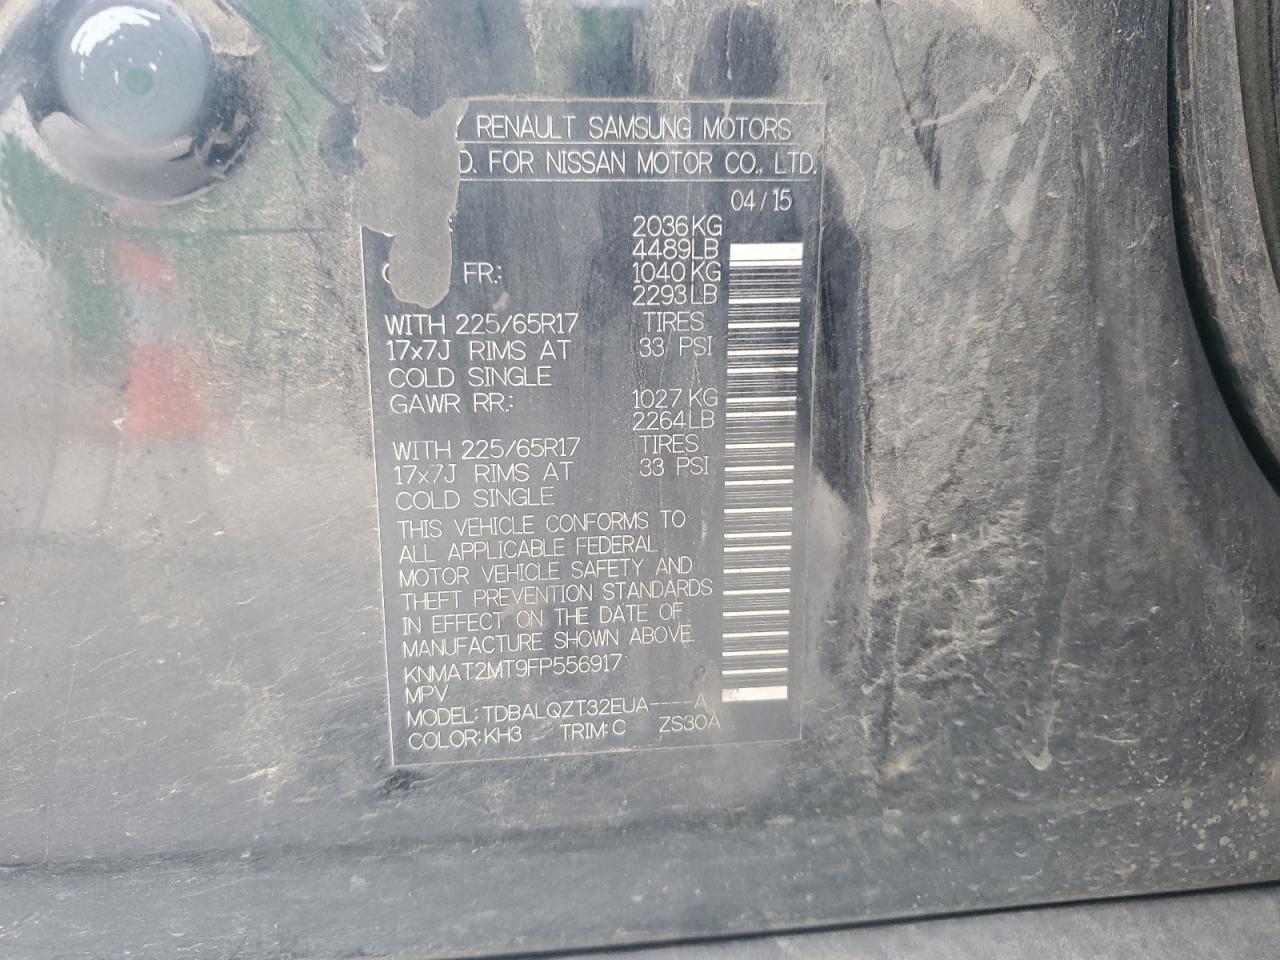 RENAULT SAMSUNG MOTORS
D. FOR NISSAN MOTOR CO., LTD.
04/15
2036KG
4489LB
FR.: 1040KG
2293LB
WITH 225/65R17 TIRES
17x7J RIMS AT 33 PSI
COLD SINGLE
GAWR RR.: 1027KG
2264LB
WITH 225/65R17 TIRES
17x7J RIMS AT 33 PSI
COLD SINGLE
THIS VEHICLE CONFORMS TO
ALL APPLICABLE FEDERAL
MOTOR VEHICLE SAFETY AND
THEFT PREVENTION STANDARDS
IN EFFECT ON THE DATE OF
MANUFACTURE SHOWN ABOVE.
KNMAT2MT9FP556917
MPV
MODEL:TDBALQZT32EUA----A
COLOR:KH3 TRIM:C ZS30A